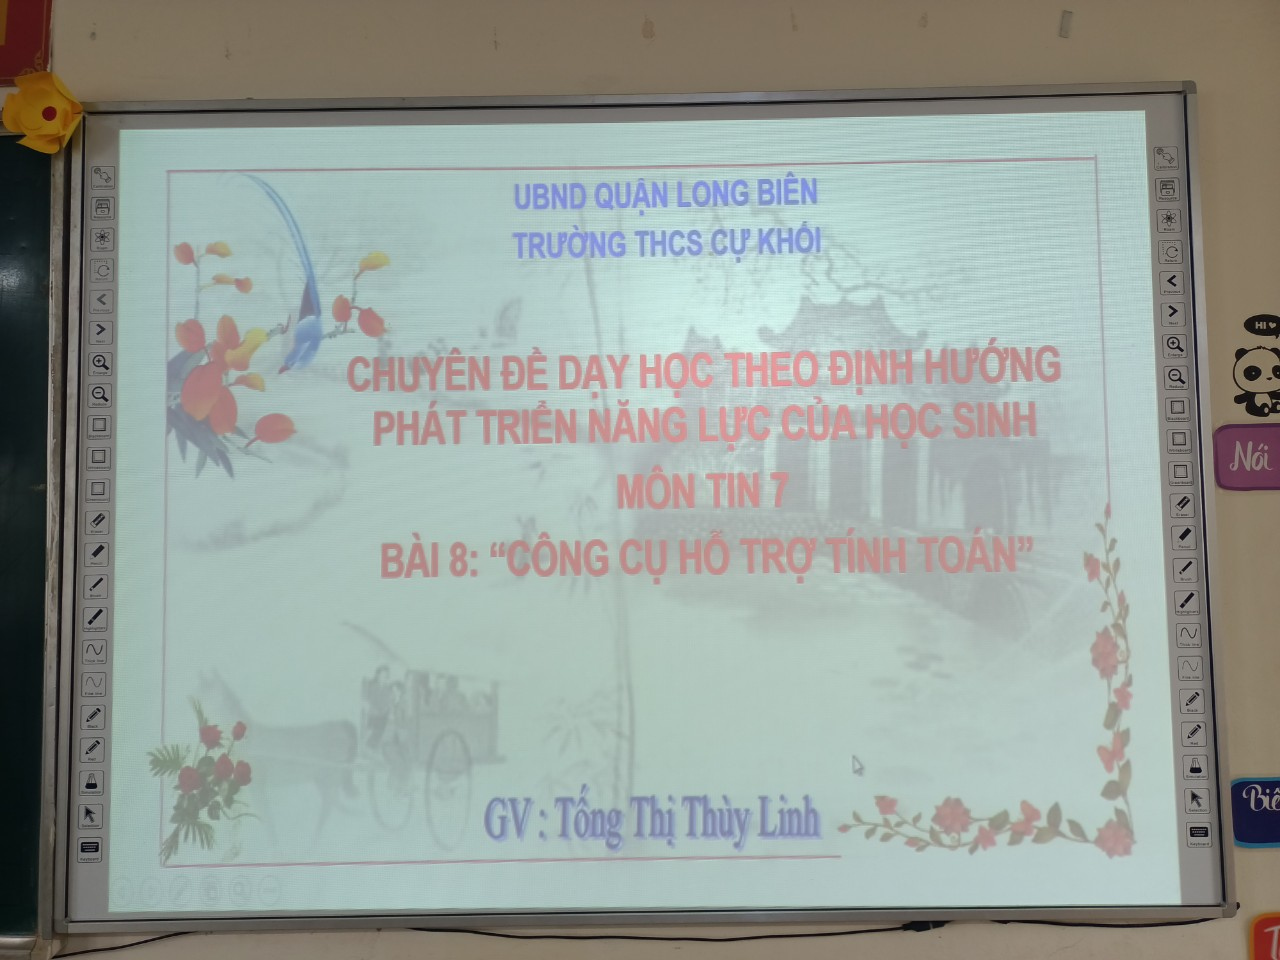 UBND QUẬN LONG BIÊN
TRƯỜNG THCS CỰ KHỐI
CHUYÊN ĐỀ DẠY HỌC THEO ĐỊNH HƯỚNG
PHÁT TRIỂN NĂNG LỰC CỦA HỌC SINH
MÔN TIN 7
BÀI 8: “CÔNG CỤ HỖ TRỢ TÍNH TOÁN”
GV : Tống Thị Thùy Linh
HI
Nói